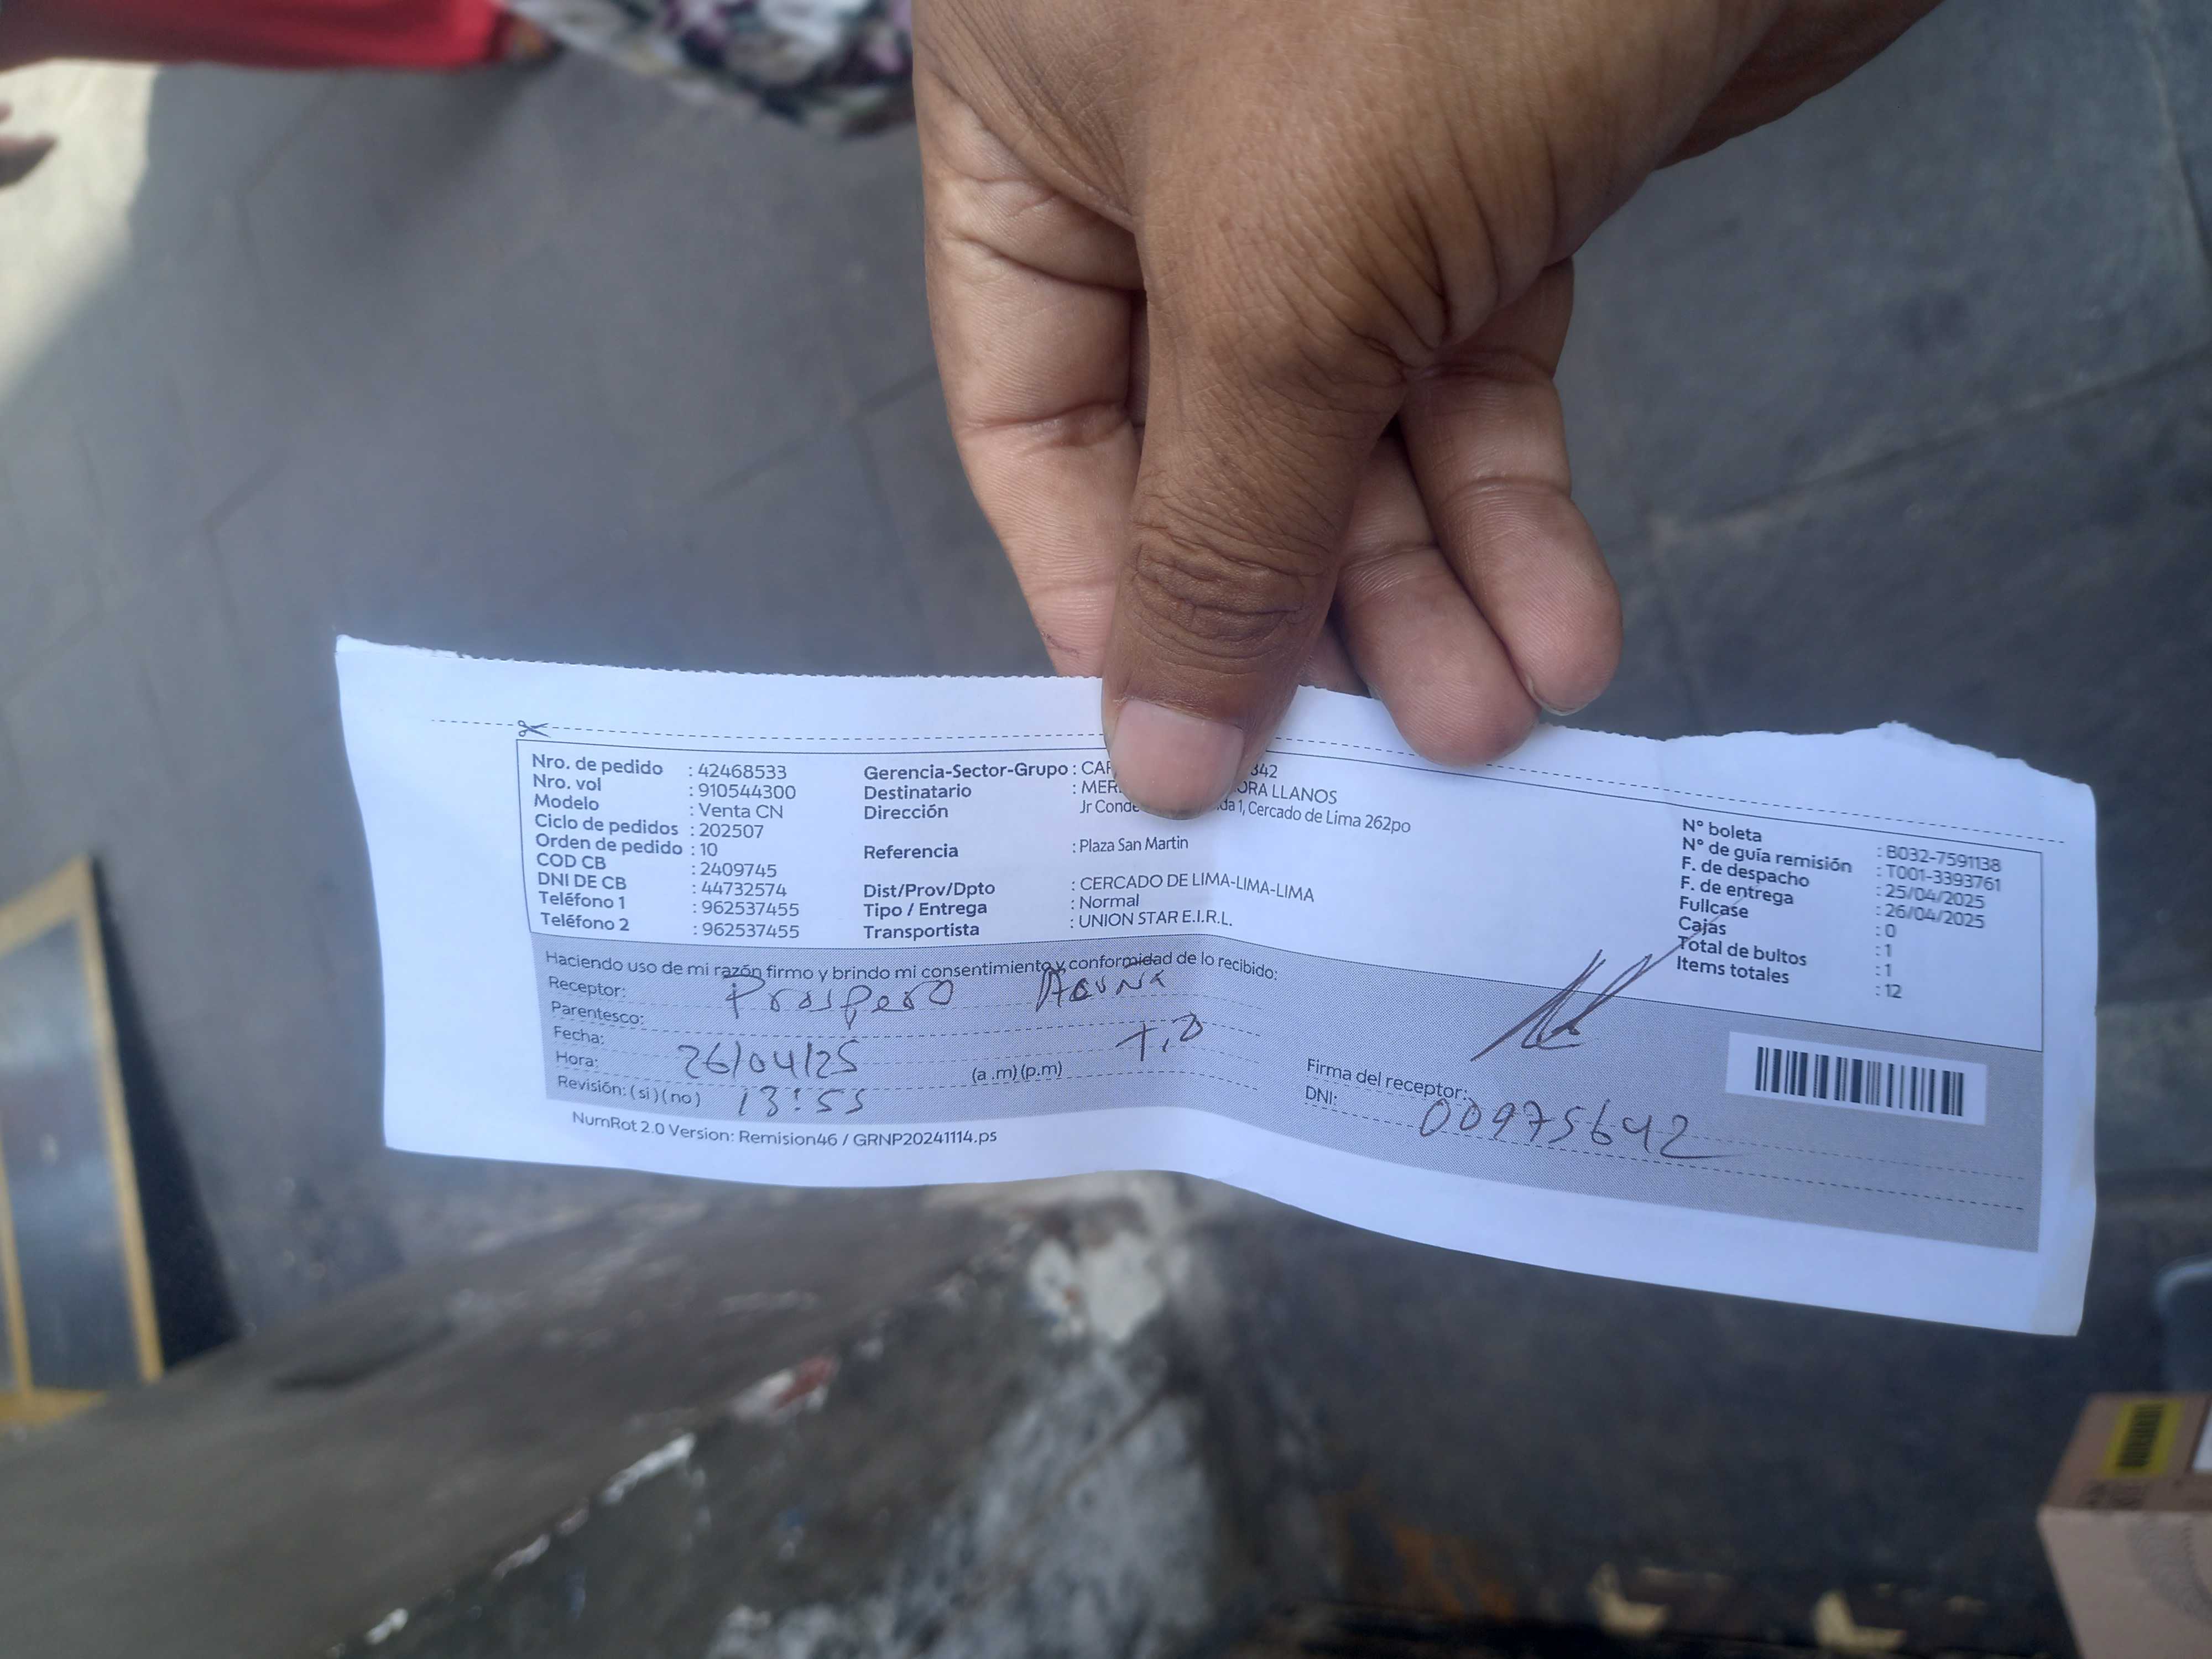 Nro. de pedido : 42468533
Nro. vol : 910544300
Modelo : Venta CN
Ciclo de pedidos : 202507
Orden de pedido : 10
COD CB : 2409745
DNI DE CB : 44732574
Teléfono 1 : 962537455
Teléfono 2 : 962537455
Gerencia-Sector-Grupo : 342
Destinatario : LLANOS
Dirección Jr 1, Cercado de Lima 262po
Referencia : Plaza San Martin
Dist/Prov/Dpto : CERCADO DE LIMA-LIMA-LIMA
Tipo / Entrega : Normal
Transportista : UNION STAR E.I.R.L.
N° boleta : B032-7591138
N° de guía remisión : T001-3393761
F. de despacho : 25/04/2025
F. de entrega : 26/04/2025
Fullcase : 0
Cajas : 1
Total de bultos : 1
Items totales : 12
Haciendo uso de mi razón firmo y brindo mi consentimiento y conformidad de lo recibido:
Receptor: Prospero Acuña
Parentesco:
Fecha: 26/04/25
Hora: 13:55 (a.m)(p.m)
Revisión: (si)(no)
Firma del receptor:
DNI: 00975642
NumRot 2.0 Version: Remision46 / GRNP20241114.ps